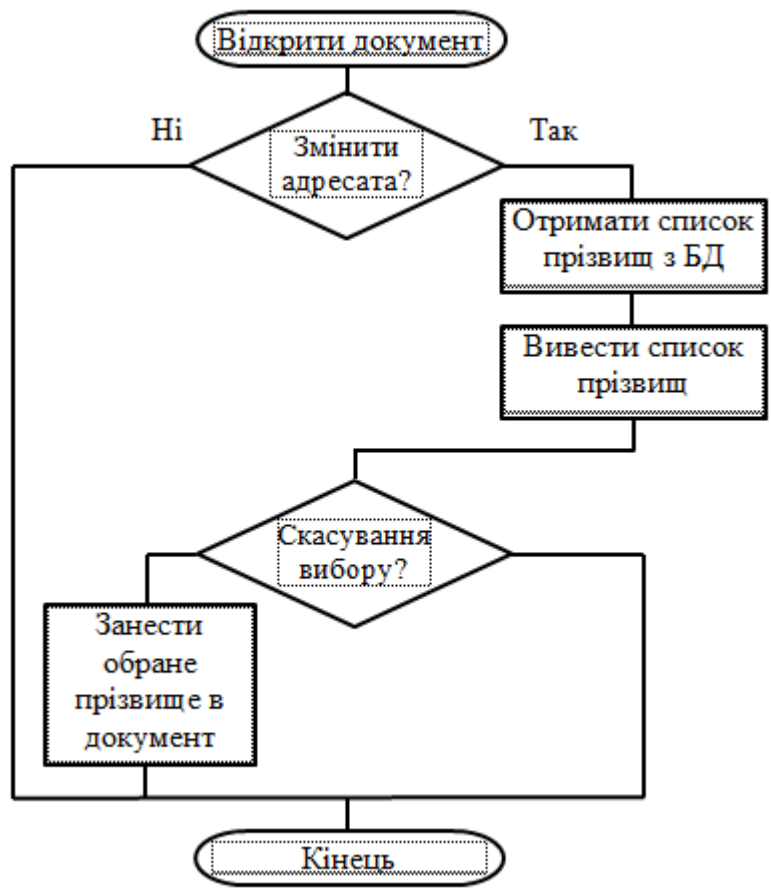 Відкрити документ
Ні
Так
Змінити
адресата?
Отримати список
прізвищ з БД
Вивести список
прізвищ
Скасування
вибору?
Занести
обране
прізвище в
документ
Кінець